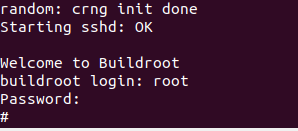 random: crng init done
Starting sshd: OK

Welcome to Buildroot
buildroot login: root
Password:
#